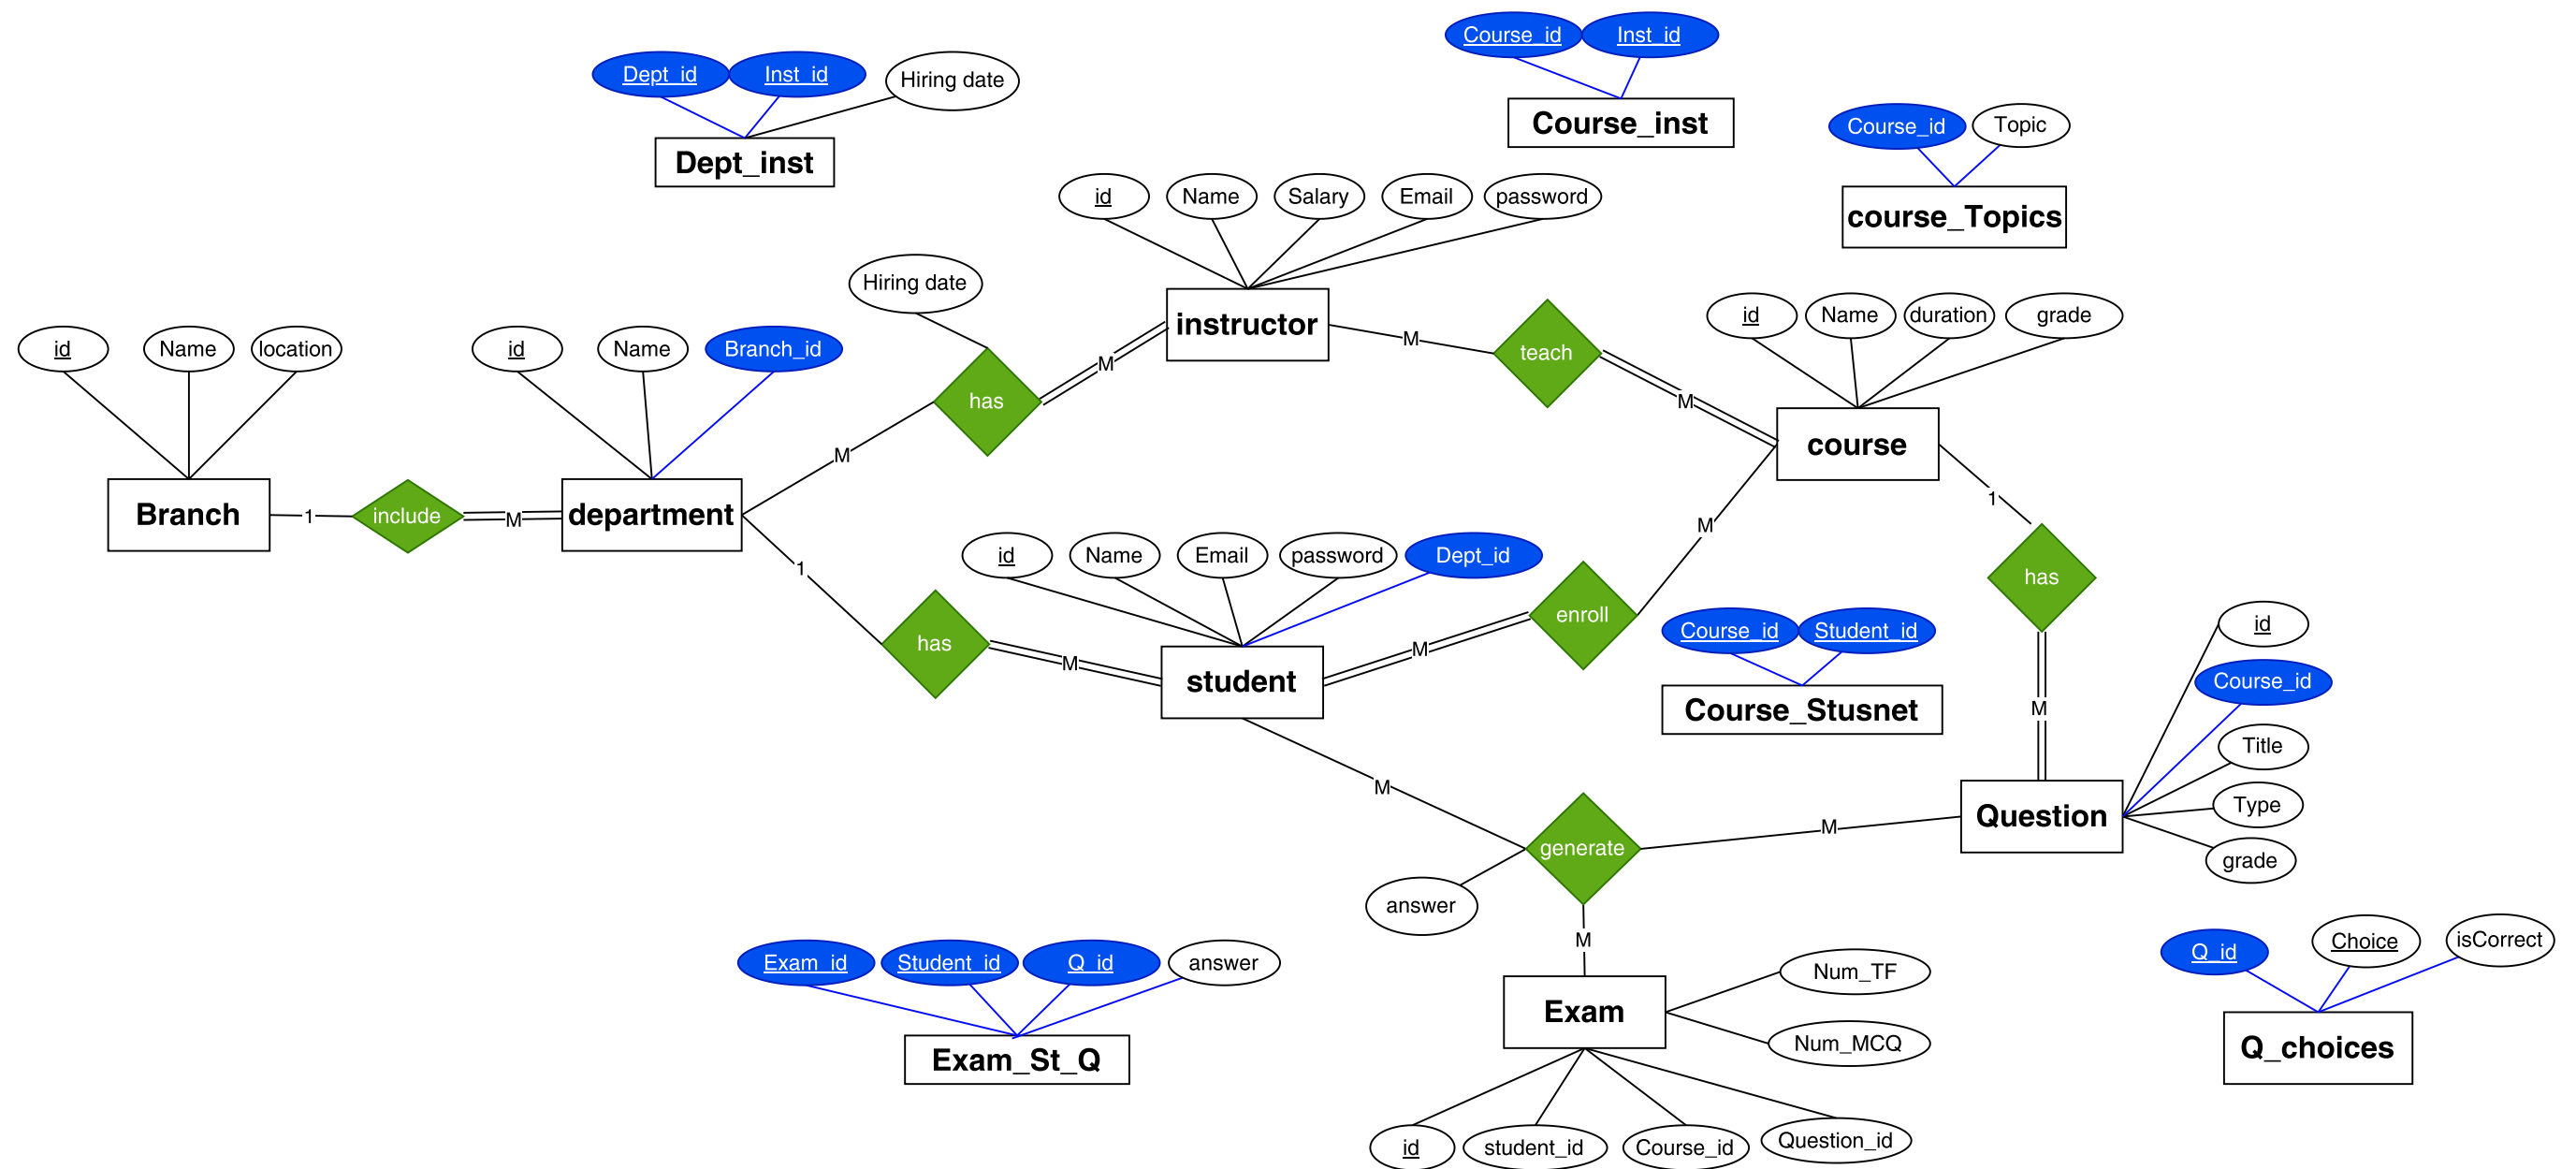 Course_id
Inst_id
Dept_id
Inst_id
Hiring date
Course_inst
Course_id
Topic
Dept_inst
id
Name
Salary
Email
password
course_Topics
Hiring date
instructor
id
Name
duration
grade
id
Name
location
id
Name
Branch_id
M
teach
M
has
M
M
course
M
Branch
1
include
M
department
1
M
1
id
Name
Email
password
Dept_id
has
enroll
id
has
M
M
Course_id
Student_id
student
Course_id
Course_Stusnet
M
Title
M
Question
Type
M
generate
grade
answer
M
Exam_id
Student_id
Q_id
answer
Q_id
Choice
isCorrect
Num_TF
Exam
Num_MCQ
Exam_St_Q
Q_choices
id
student_id
Course_id
Question_id